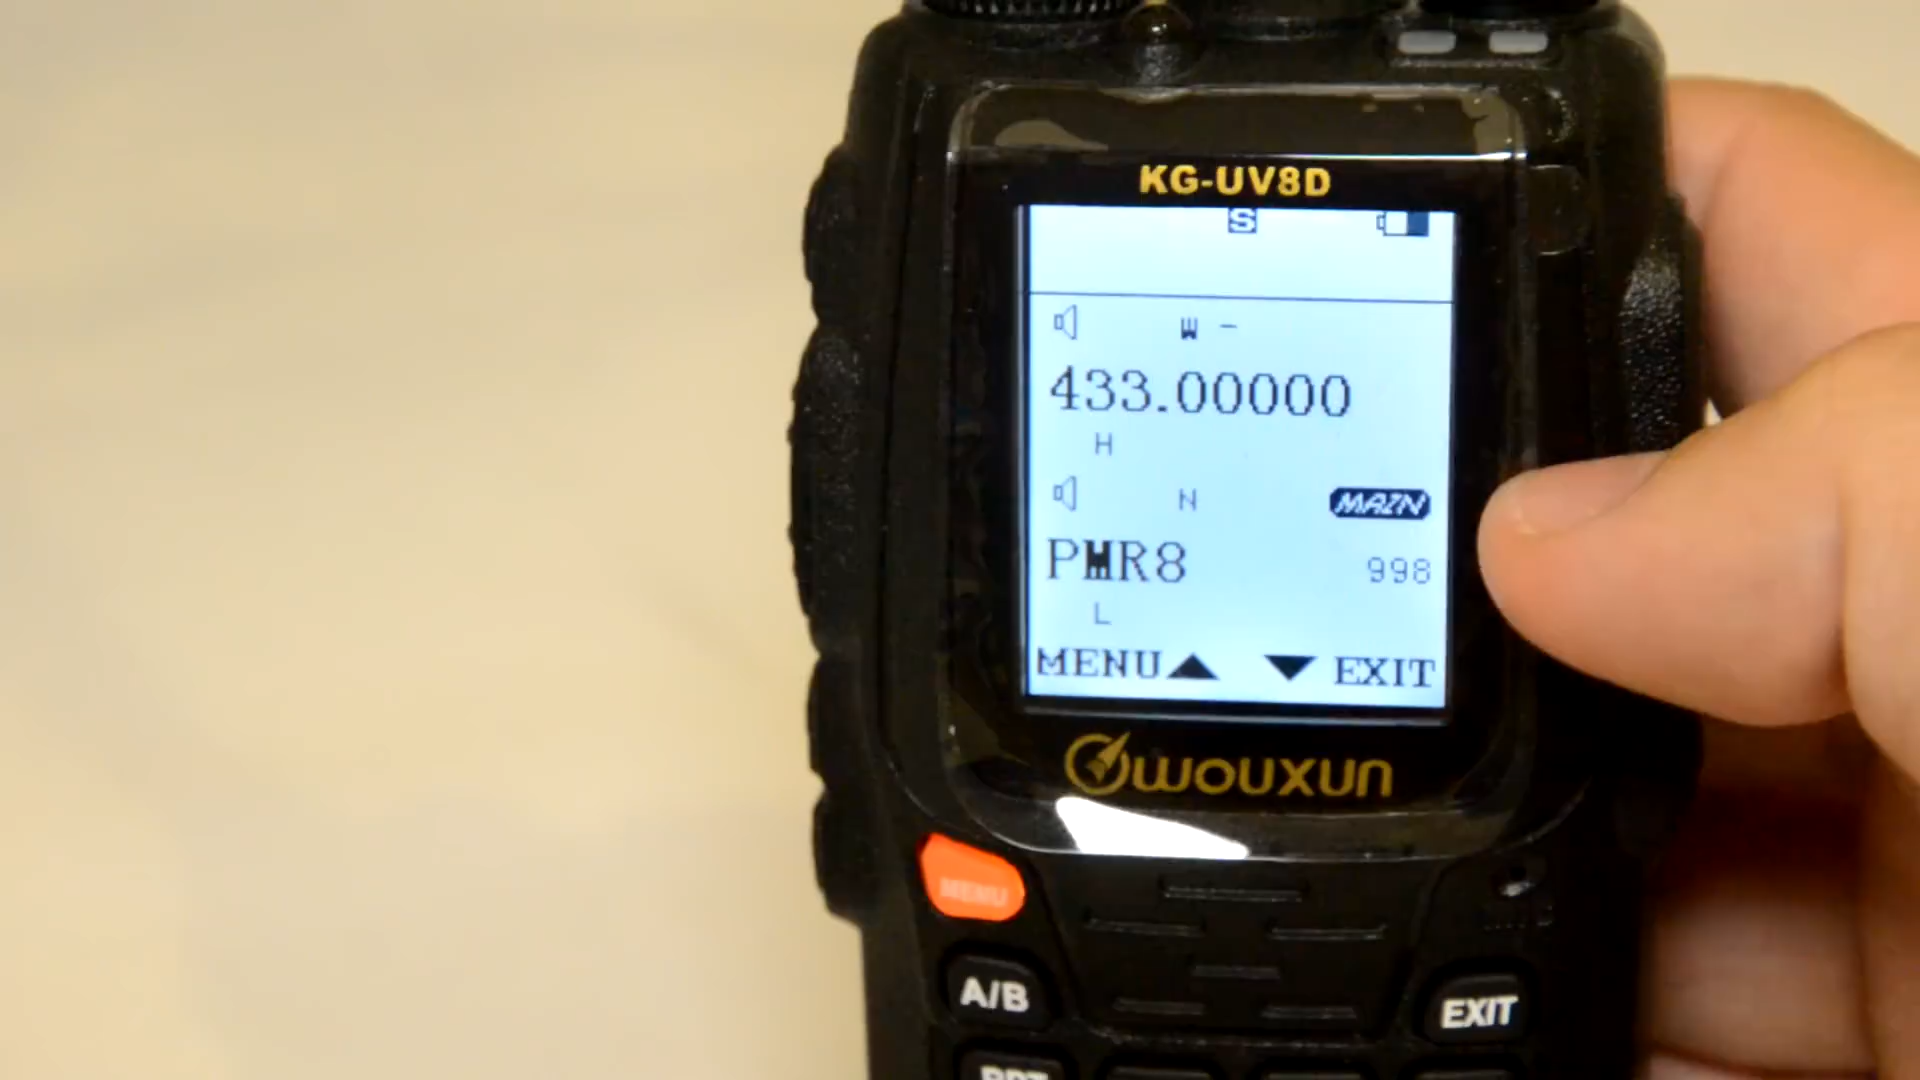 KG-UV8D
S
W -
433.00000
H
N MAIN
PMR8 998
L
MENU▲ ▼ EXIT
WOUXUN
MENU
A/B EXIT